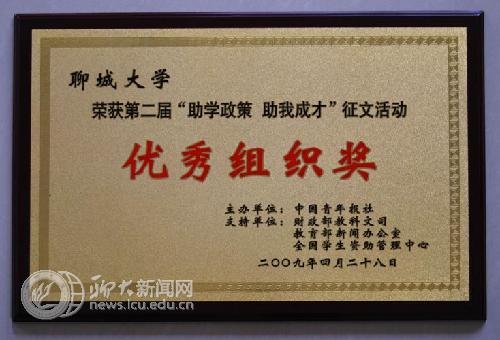 聊城大学
荣获第二届“助学政策 助我成才”征文活动
优秀组织奖
主办单位：中国青年报社
支持单位：财政部教科文司
教育部新闻办公室
全国学生资助管理中心
二〇〇九年四月二十八日
聊大新闻网
news.lcu.edu.cn